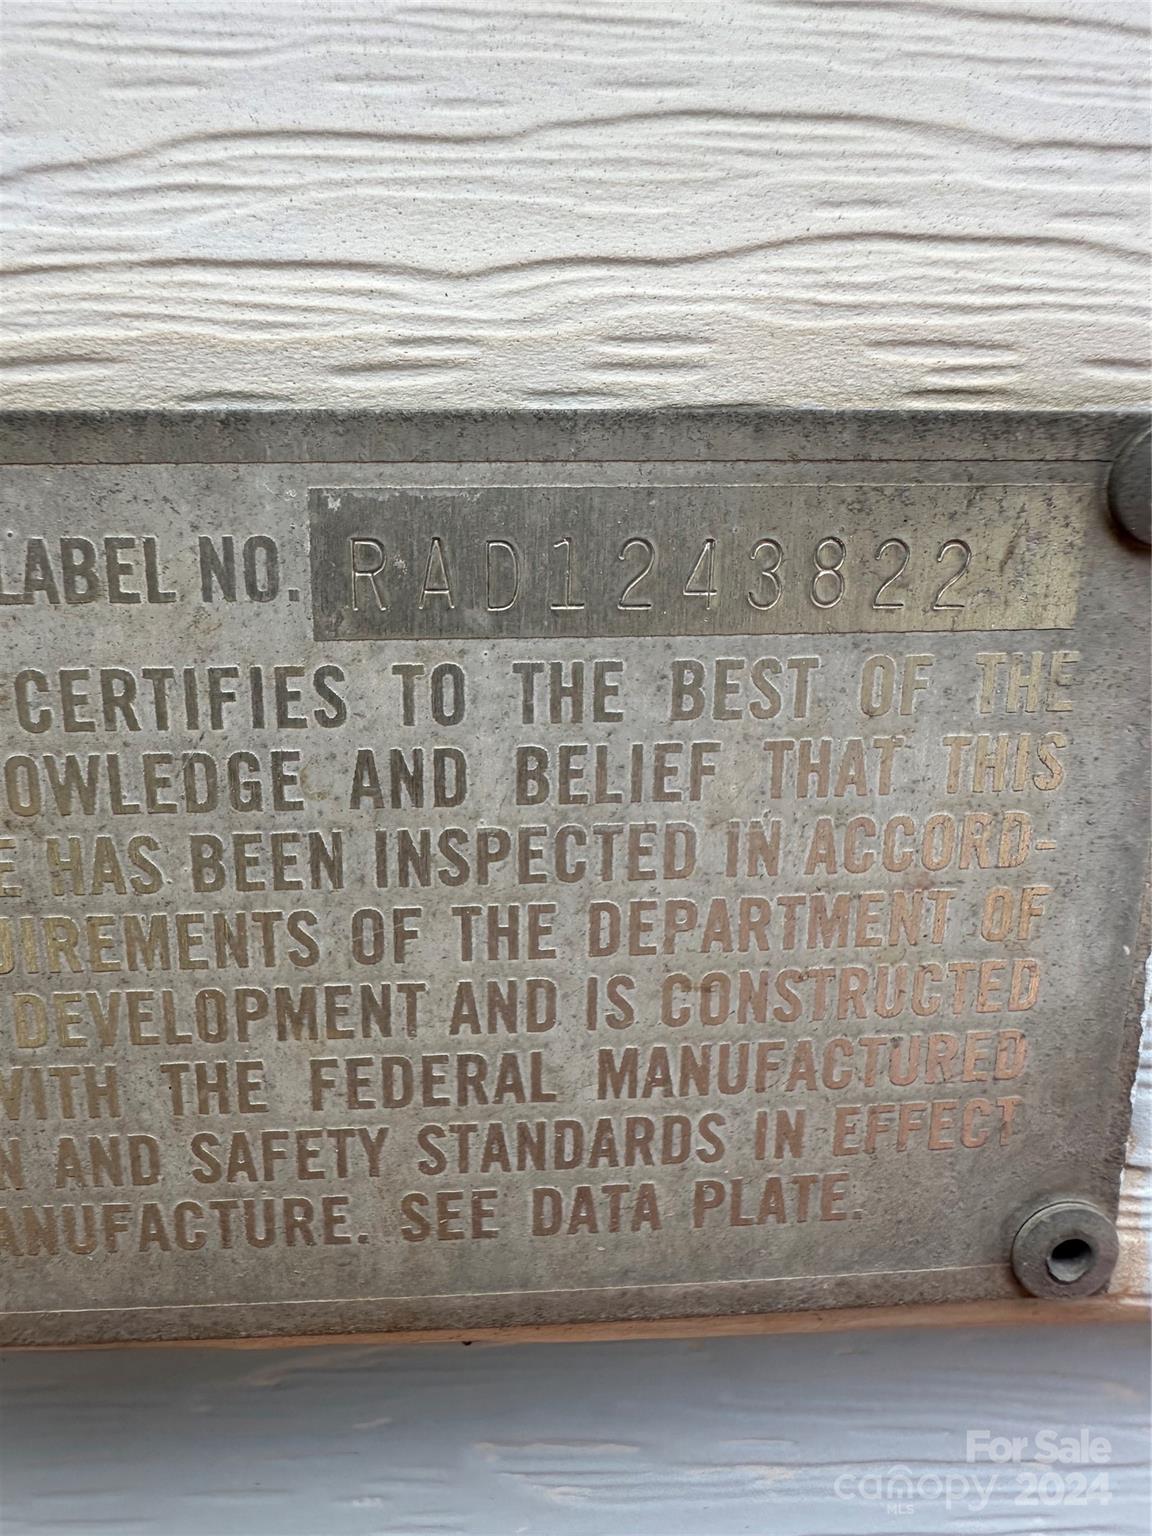 LABEL NO. RAD1243822
CERTIFIES TO THE BEST OF THE
OWLEDGE AND BELIEF THAT THIS
E HAS BEEN INSPECTED IN ACCORD-
UIREMENTS OF THE DEPARTMENT OF
DEVELOPMENT AND IS CONSTRUCTED
WITH THE FEDERAL MANUFACTURED
N AND SAFETY STANDARDS IN EFFECT
ANUFACTURE. SEE DATA PLATE.
For Sale
canopy 2024
MLS